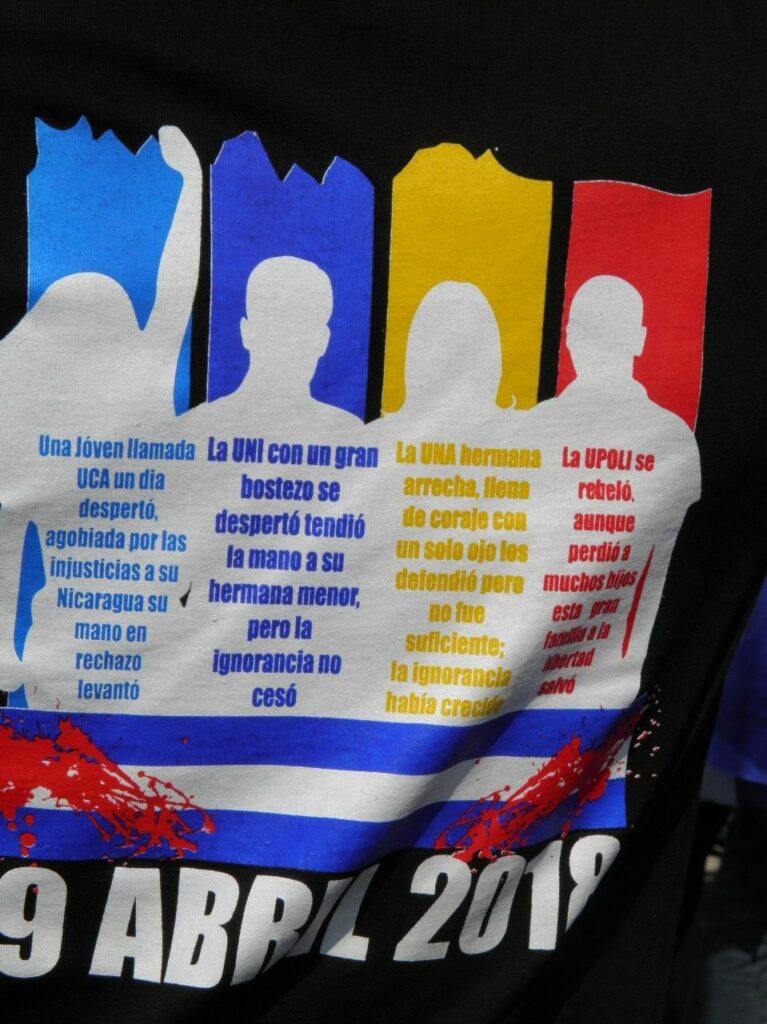 Una Jóven llamada
UCA un dia
despertó,
agobiada por las
injusticias a su
Nicaragua su
mano en
rechazo
levantó
La UNI con un gran
bostezo se
despertó tendió
la mano a su
hermana menor,
pero la
ignorancia no
cesó
La UNA hermana
arrecha, llena
de coraje con
un solo ojo los
defendió pero
no fue
suficiente;
la ignorancia
había crecido
La UPOLI se
rebeló,
aunque
perdió a
muchos hijos
esta gran
familia a la
libertad
salvó
9 ABRIL 2018